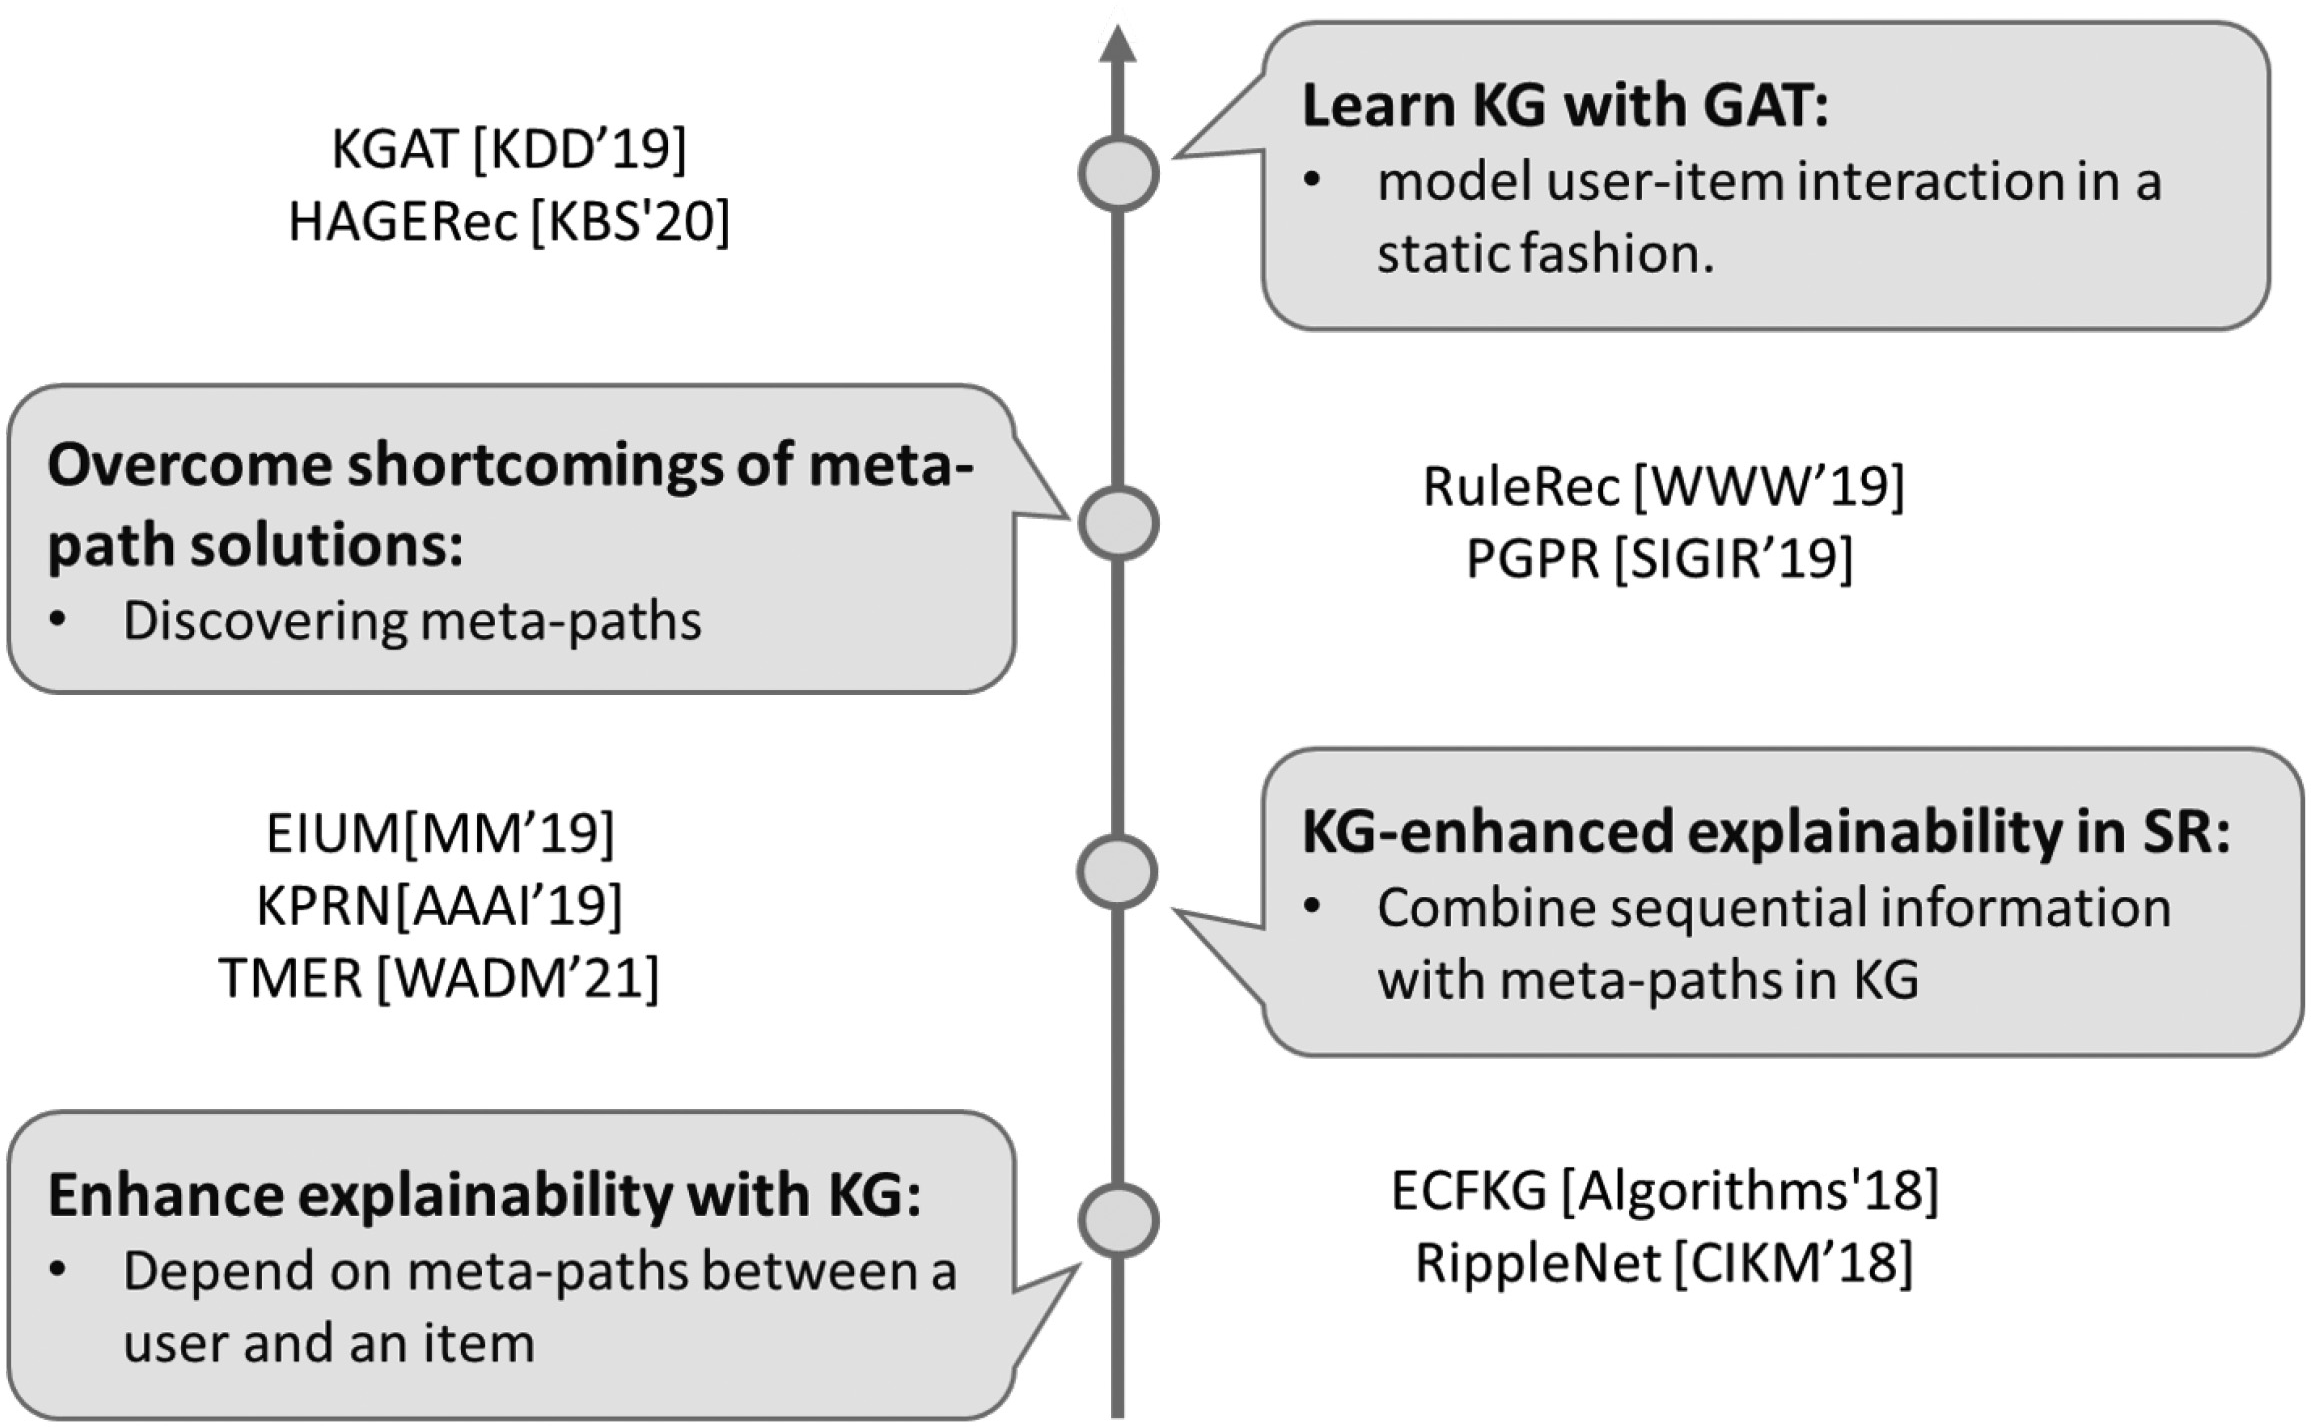 KGAT [KDD’19]
HAGERec [KBS'20]
Learn KG with GAT:
• model user-item interaction in a
static fashion.
Overcome shortcomings of meta-
path solutions:
• Discovering meta-paths
RuleRec [WWW’19]
PGPR [SIGIR’19]
EIUM[MM’19]
KPRN[AAAI’19]
TMER [WADM’21]
KG-enhanced explainability in SR:
• Combine sequential information
with meta-paths in KG
Enhance explainability with KG:
• Depend on meta-paths between a
user and an item
ECFKG [Algorithms'18]
RippleNet [CIKM’18]